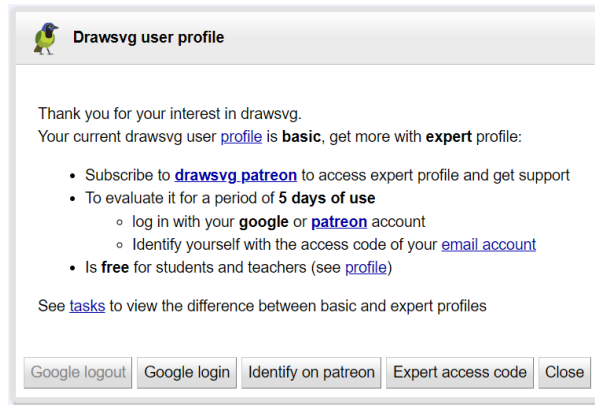 Drawsvg user profile
Thank you for your interest in drawsvg.
Your current drawsvg user profile is basic, get more with expert profile:
• Subscribe to drawsvg patreon to access expert profile and get support
• To evaluate it for a period of 5 days of use
◦ log in with your google or patreon account
◦ Identify yourself with the access code of your email account
• Is free for students and teachers (see profile)
See tasks to view the difference between basic and expert profiles
Google logout Google login Identify on patreon Expert access code Close